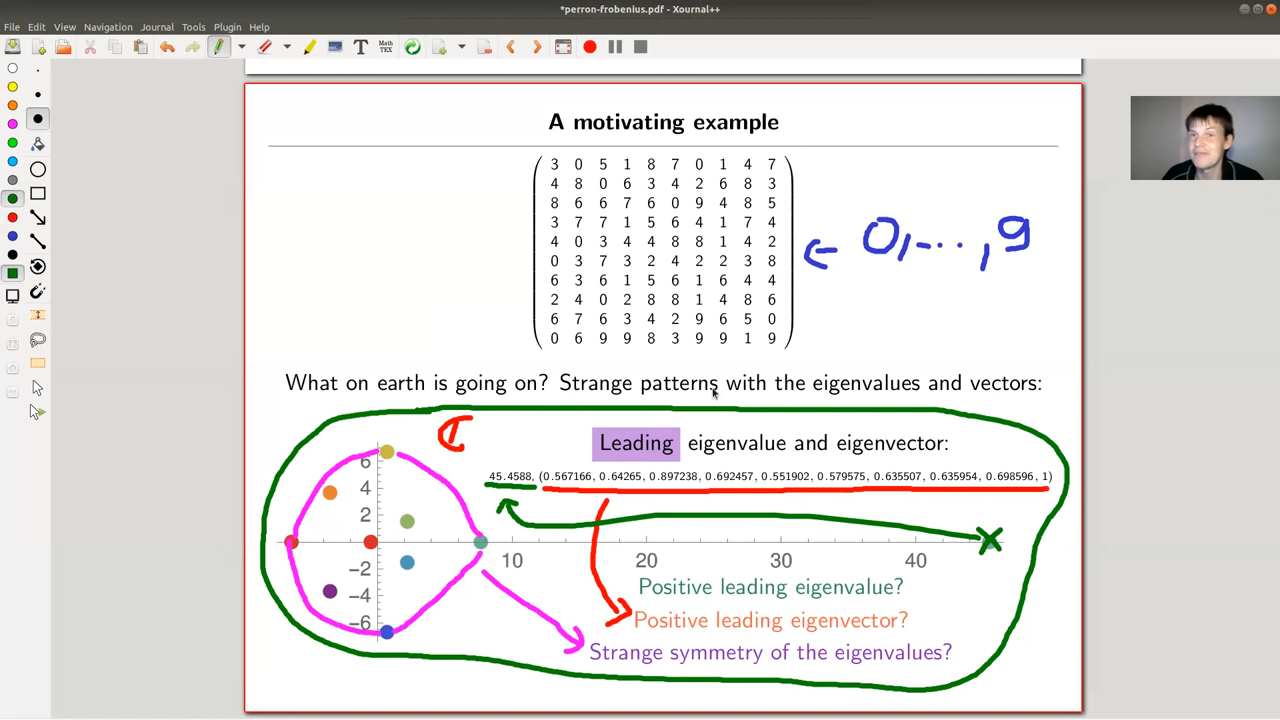 *perron-frobenius.pdf - Xournal++
File Edit View Navigation Journal Tools Plugin Help
T Math TEX
A motivating example
3 0 5 1 8 7 0 1 4 7
4 8 0 6 3 4 2 6 8 3
8 6 6 7 6 0 9 4 8 5
3 7 7 1 5 6 4 1 7 4
4 0 3 4 4 8 8 1 4 2
0 3 7 3 2 4 2 2 3 8
6 3 6 1 5 6 1 6 4 4
2 4 0 2 8 8 1 4 8 6
6 7 6 3 4 2 9 6 5 0
0 6 9 9 8 3 9 9 1 9
← 0,...,9
What on earth is going on? Strange patterns with the eigenvalues and vectors:
ℂ
Leading eigenvalue and eigenvector:
45.4588, (0.567166, 0.64265, 0.897238, 0.692457, 0.551902, 0.579575, 0.635507, 0.635954, 0.698596, 1)
6
4
2
10 20 30 40
−2
−4
−6
Positive leading eigenvalue?
Positive leading eigenvector?
Strange symmetry of the eigenvalues?